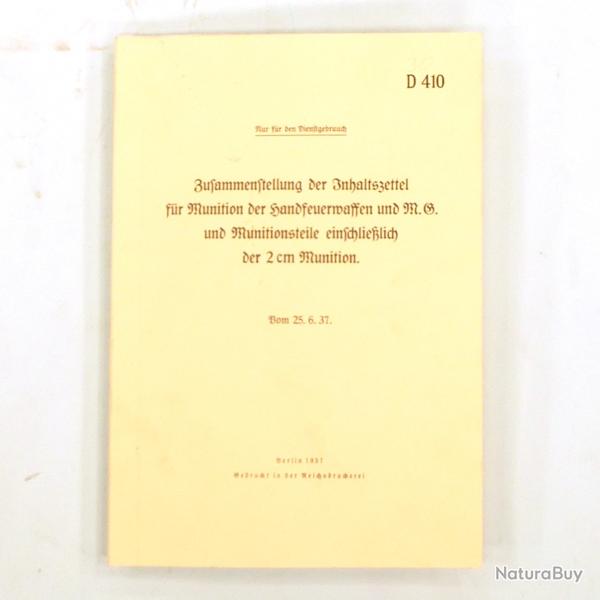 D 410
Nur für den Dienstgebrauch
Zusammenstellung der Inhaltszettel
für Munition der Handfeuerwaffen und M. G.
und Munitionsteile einschließlich
der 2 cm Munition.
Vom 25. 6. 37.
Berlin 1937
Gedruckt in der Reichsdruckerei
NaturaBuy